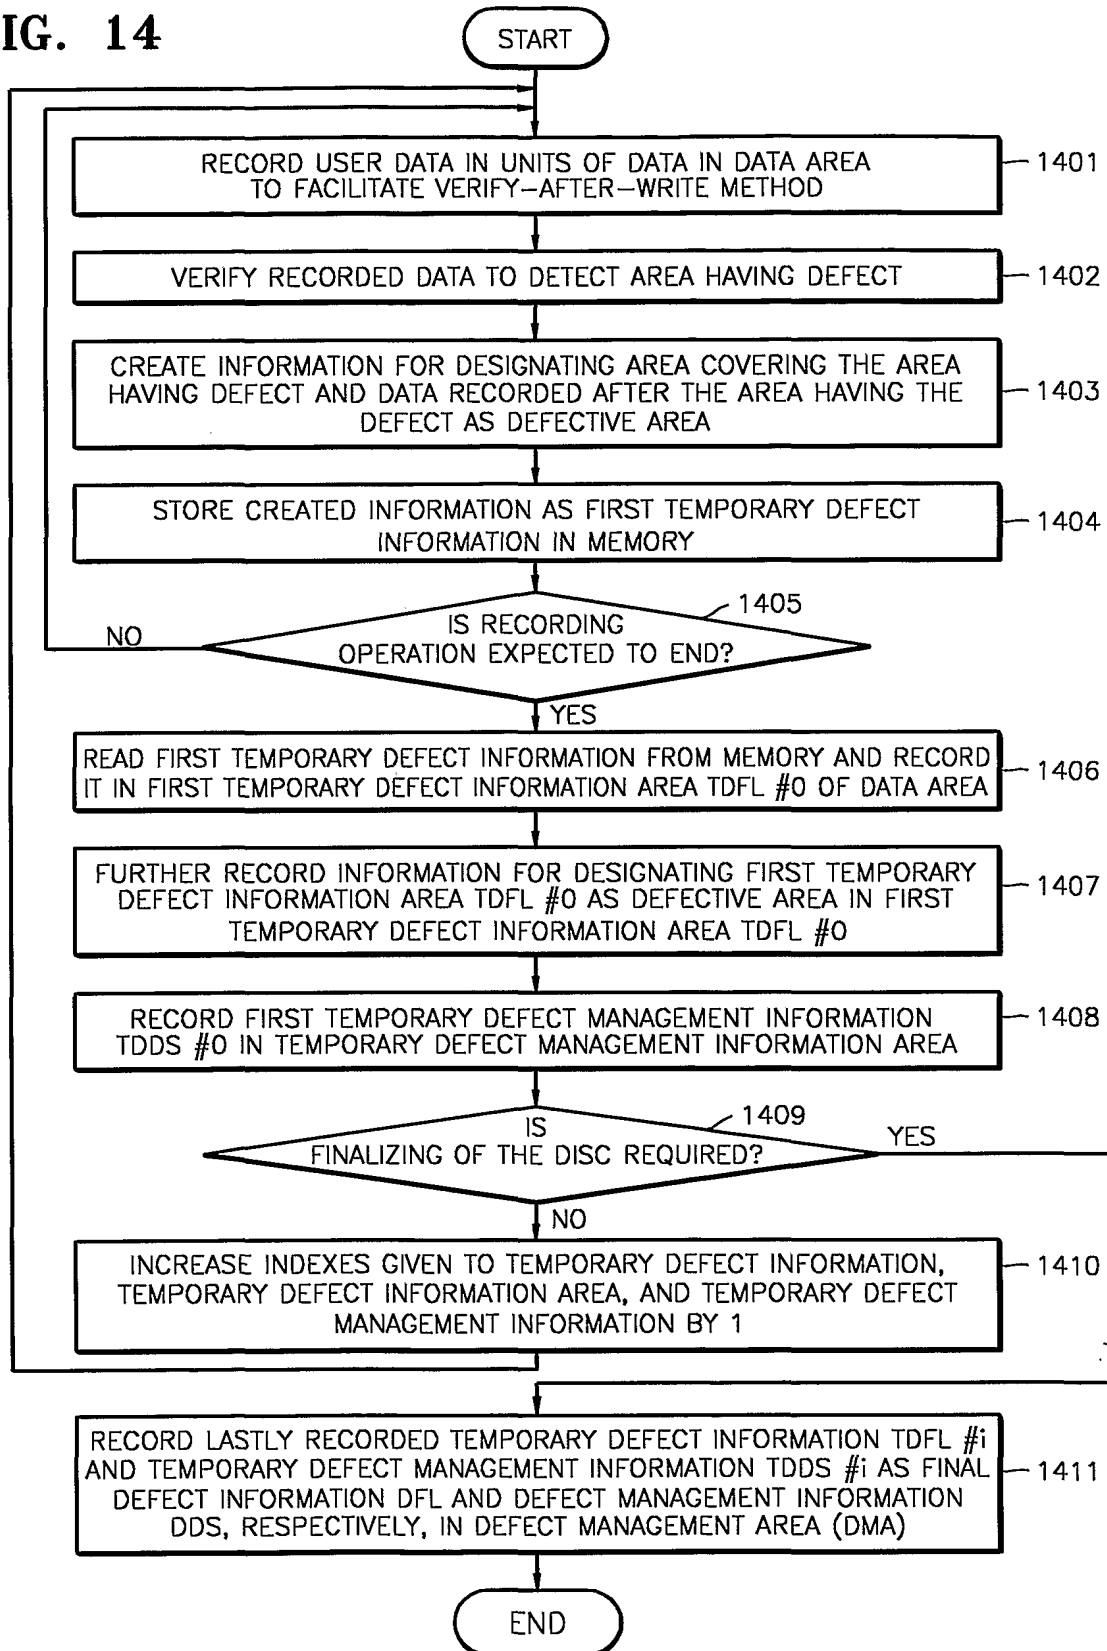 IG. 14
START
RECORD USER DATA IN UNITS OF DATA IN DATA AREA
TO FACILITATE VERIFY-AFTER-WRITE METHOD
1401
VERIFY RECORDED DATA TO DETECT AREA HAVING DEFECT
1402
CREATE INFORMATION FOR DESIGNATING AREA COVERING THE AREA
HAVING DEFECT AND DATA RECORDED AFTER THE AREA HAVING THE
DEFECT AS DEFECTIVE AREA
1403
STORE CREATED INFORMATION AS FIRST TEMPORARY DEFECT
INFORMATION IN MEMORY
1404
1405
IS RECORDING
OPERATION EXPECTED TO END?
NO
YES
READ FIRST TEMPORARY DEFECT INFORMATION FROM MEMORY AND RECORD
IT IN FIRST TEMPORARY DEFECT INFORMATION AREA TDFL #0 OF DATA AREA
1406
FURTHER RECORD INFORMATION FOR DESIGNATING FIRST TEMPORARY
DEFECT INFORMATION AREA TDFL #0 AS DEFECTIVE AREA IN FIRST
TEMPORARY DEFECT INFORMATION AREA TDFL #0
1407
RECORD FIRST TEMPORARY DEFECT MANAGEMENT INFORMATION
TDDS #0 IN TEMPORARY DEFECT MANAGEMENT INFORMATION AREA
1408
1409
IS
FINALIZING OF THE DISC REQUIRED?
YES
NO
INCREASE INDEXES GIVEN TO TEMPORARY DEFECT INFORMATION,
TEMPORARY DEFECT INFORMATION AREA, AND TEMPORARY DEFECT
MANAGEMENT INFORMATION BY 1
1410
RECORD LASTLY RECORDED TEMPORARY DEFECT INFORMATION TDFL #i
AND TEMPORARY DEFECT MANAGEMENT INFORMATION TDDS #i AS FINAL
DEFECT INFORMATION DFL AND DEFECT MANAGEMENT INFORMATION
DDS, RESPECTIVELY, IN DEFECT MANAGEMENT AREA (DMA)
1411
END